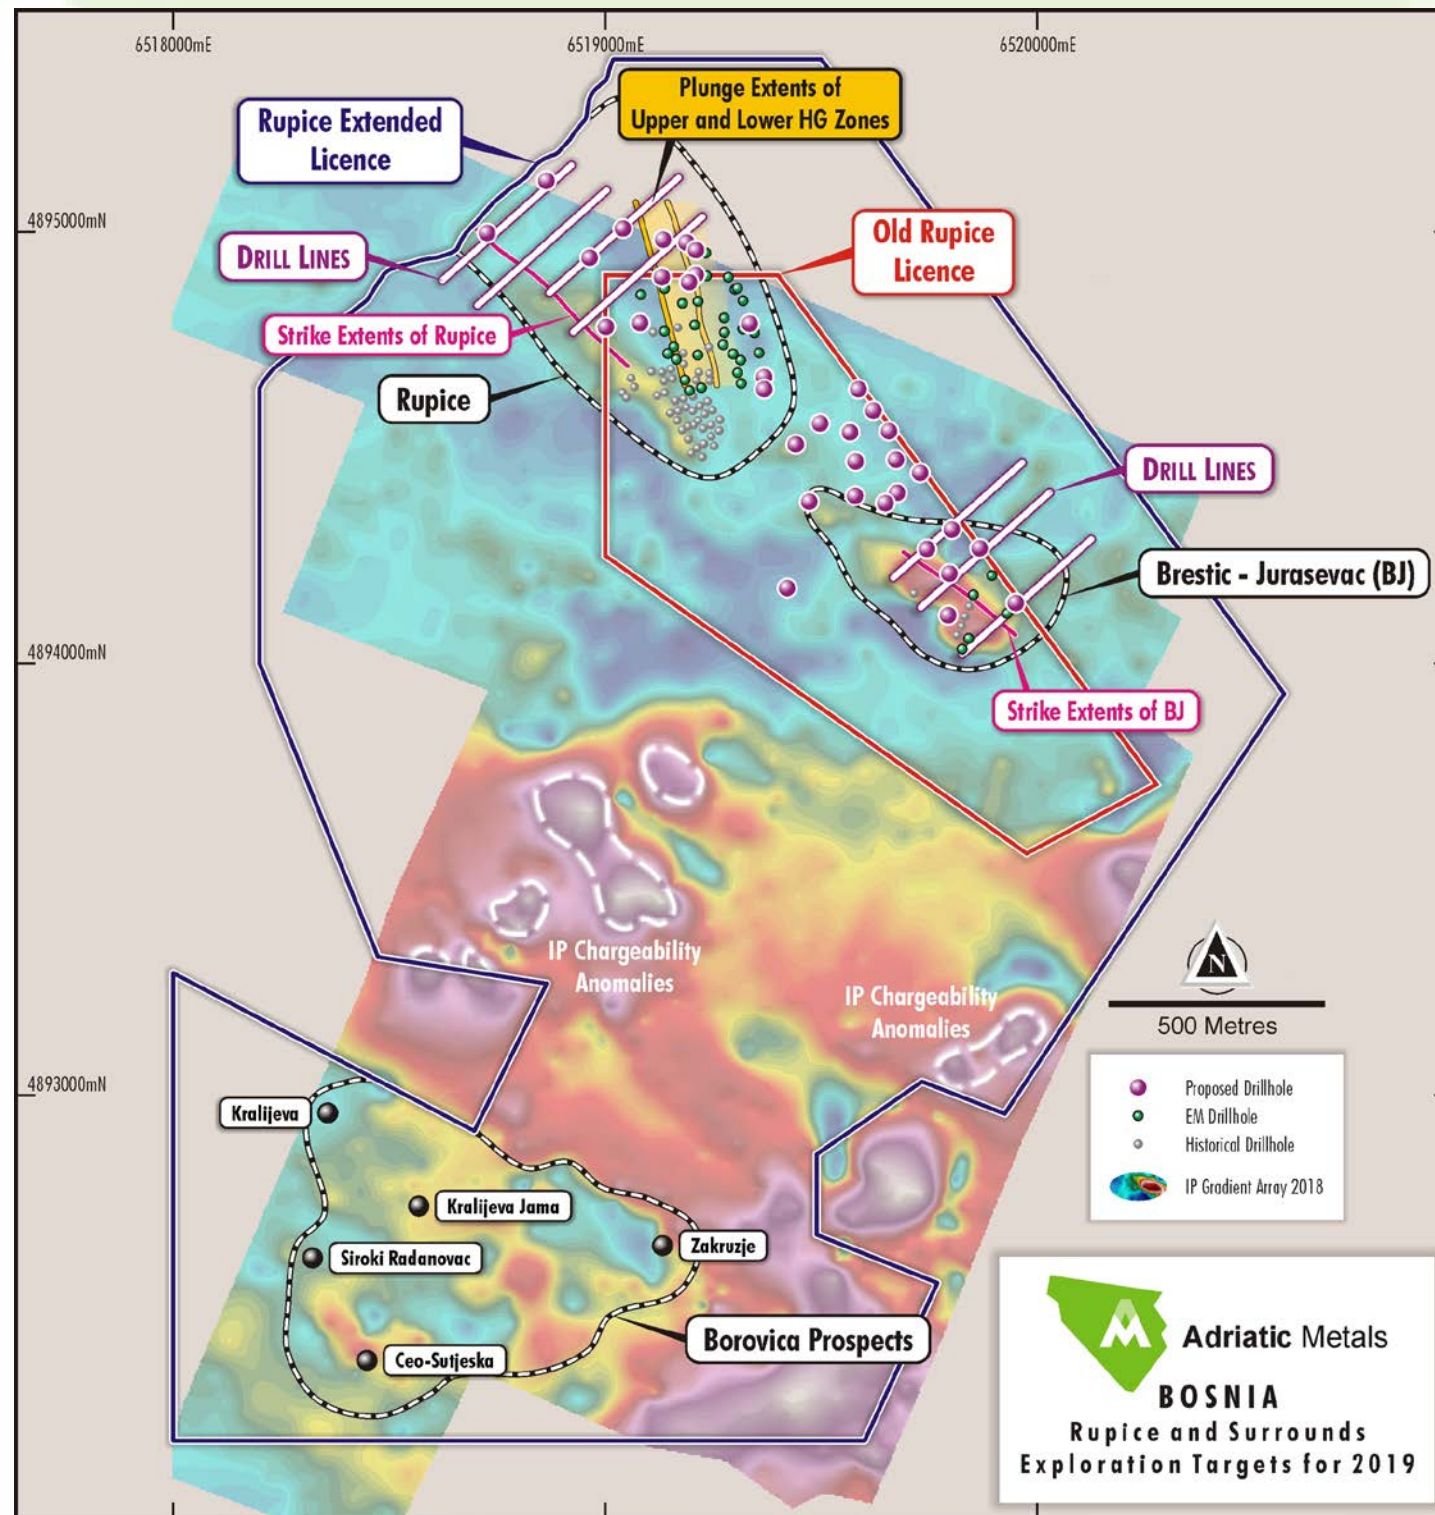 6518000mE
6519000mE
6520000mE
Plunge Extents of
Upper and Lower HG Zones
Rupice Extended
Licence
4895000mN
DRILL LINES
Old Rupice
Licence
Strike Extents of Rupice
Rupice
DRILL LINES
Brestic - Jurasevac (BJ)
4894000mN
Strike Extents of BJ
IP Chargeability
Anomalies
IP Chargeability
Anomalies
N
500 Metres
4893000mN
Proposed Drillhole
EM Drillhole
Historical Drillhole
IP Gradient Array 2018
Kralijeva
Kralijeva Jama
Siroki Radanovac
Zakruzje
Borovica Prospects
Ceo-Sutjeska
Adriatic Metals
BOSNIA
Rupice and Surrounds
Exploration Targets for 2019